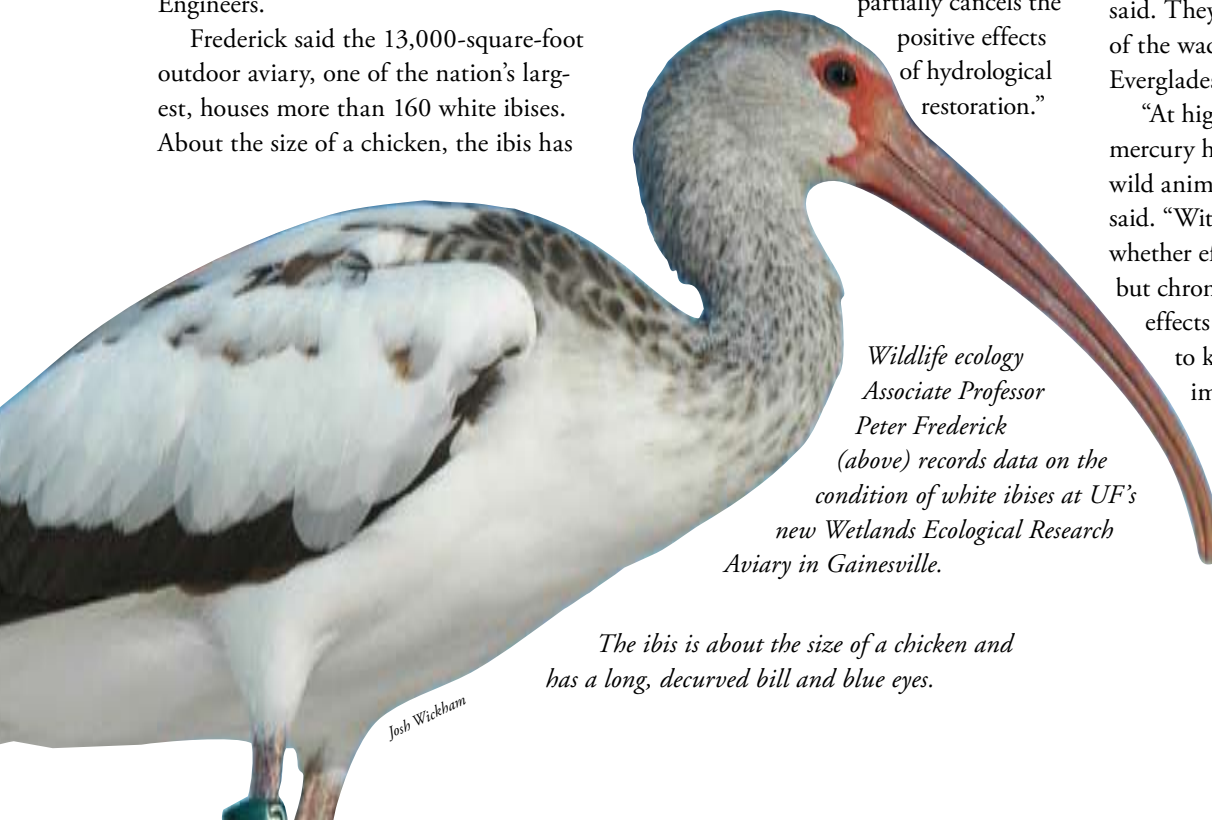 Engineers.
Frederick said the 13,000-square-foot
outdoor aviary, one of the nation’s larg-
est, houses more than 160 white ibises.
About the size of a chicken, the ibis has
partially cancels the
positive effects
of hydrological
restoration.”
said. They
of the wad
Everglades
“At hig
mercury h
wild anim
said. “Wit
whether ef
but chron
effects
to k
im
Wildlife ecology
Associate Professor
Peter Frederick
(above) records data on the
condition of white ibises at UF’s
new Wetlands Ecological Research
Aviary in Gainesville.
The ibis is about the size of a chicken and
has a long, decurved bill and blue eyes.
Josh Wickham